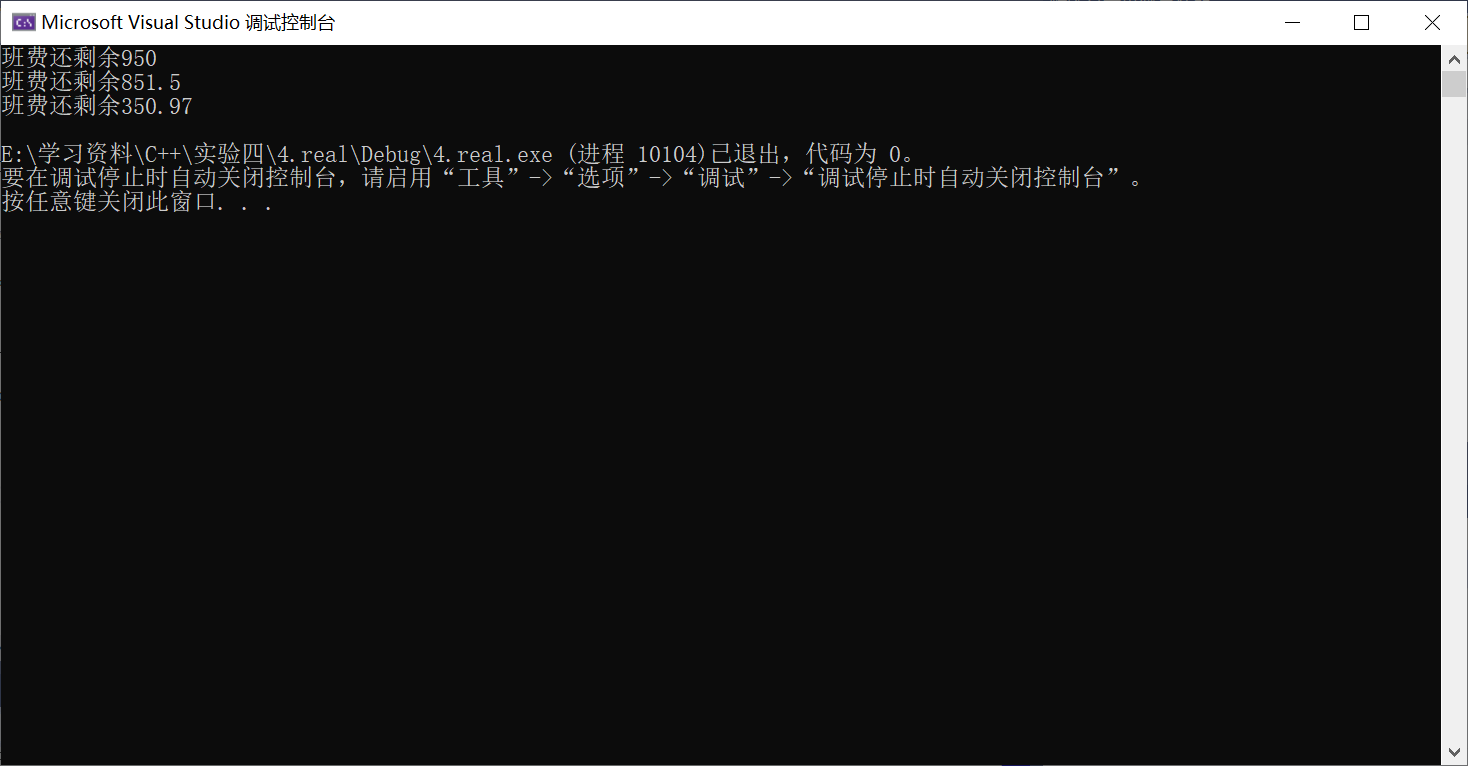 Microsoft Visual Studio 调试控制台
班费还剩余950
班费还剩余851.5
班费还剩余350.97
E:\学习资料\C++\实验四\4.real\Debug\4.real.exe (进程 10104)已退出，代码为 0。
要在调试停止时自动关闭控制台，请启用“工具”->“选项”->“调试”->“调试停止时自动关闭控制台”。
按任意键关闭此窗口. . .